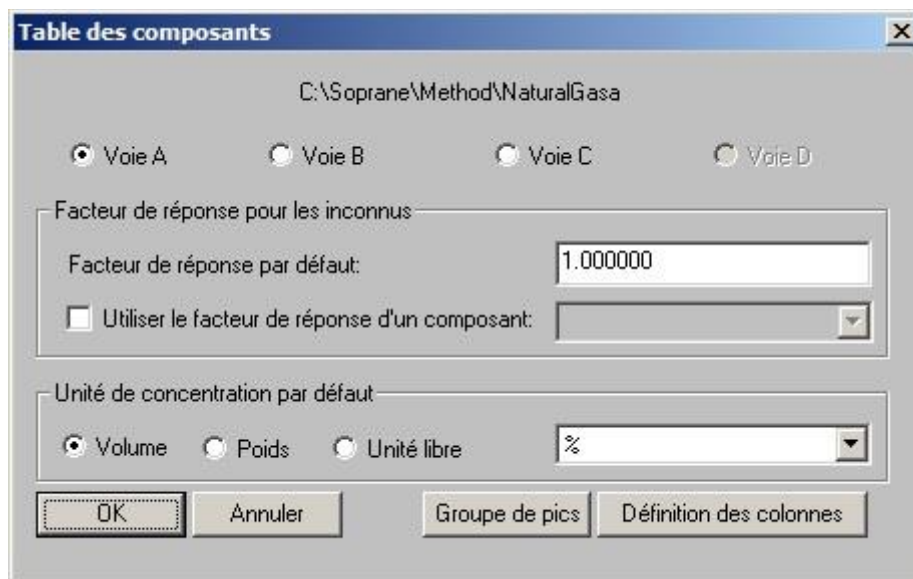 Table des composants
C:\Soprane\Method\NaturalGasa
Voie A Voie B Voie C Voie D
Facteur de réponse pour les inconnus
Facteur de réponse par défaut: 1.000000
Utiliser le facteur de réponse d'un composant:
Unité de concentration par défaut
Volume Poids Unité libre %
OK Annuler Groupe de pics Définition des colonnes